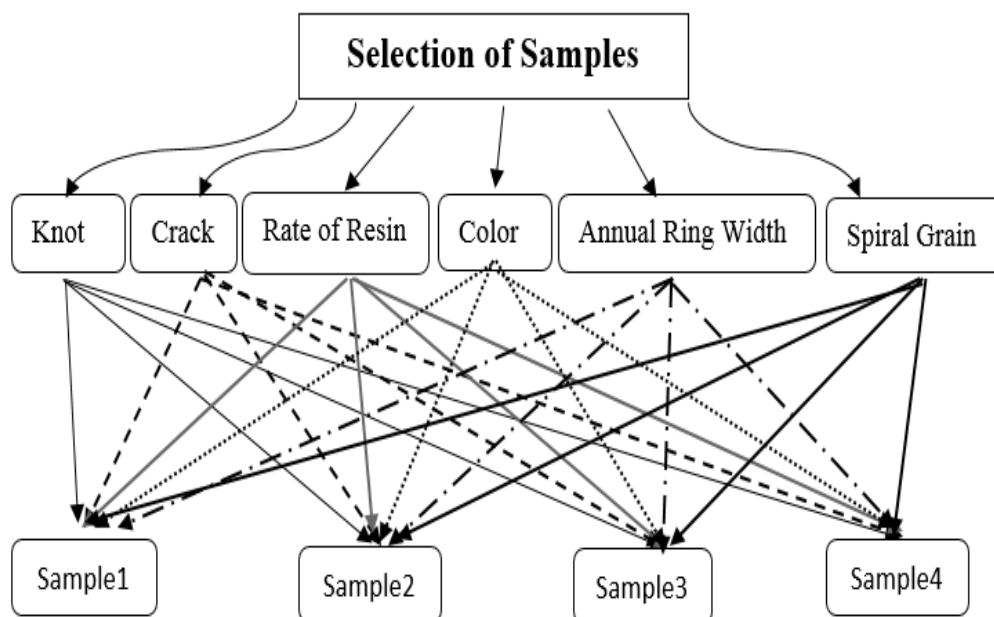 Selection of Samples
Knot
Crack
Rate of Resin
Color
Annual Ring Width
Spiral Grain
Sample1
Sample2
Sample3
Sample4